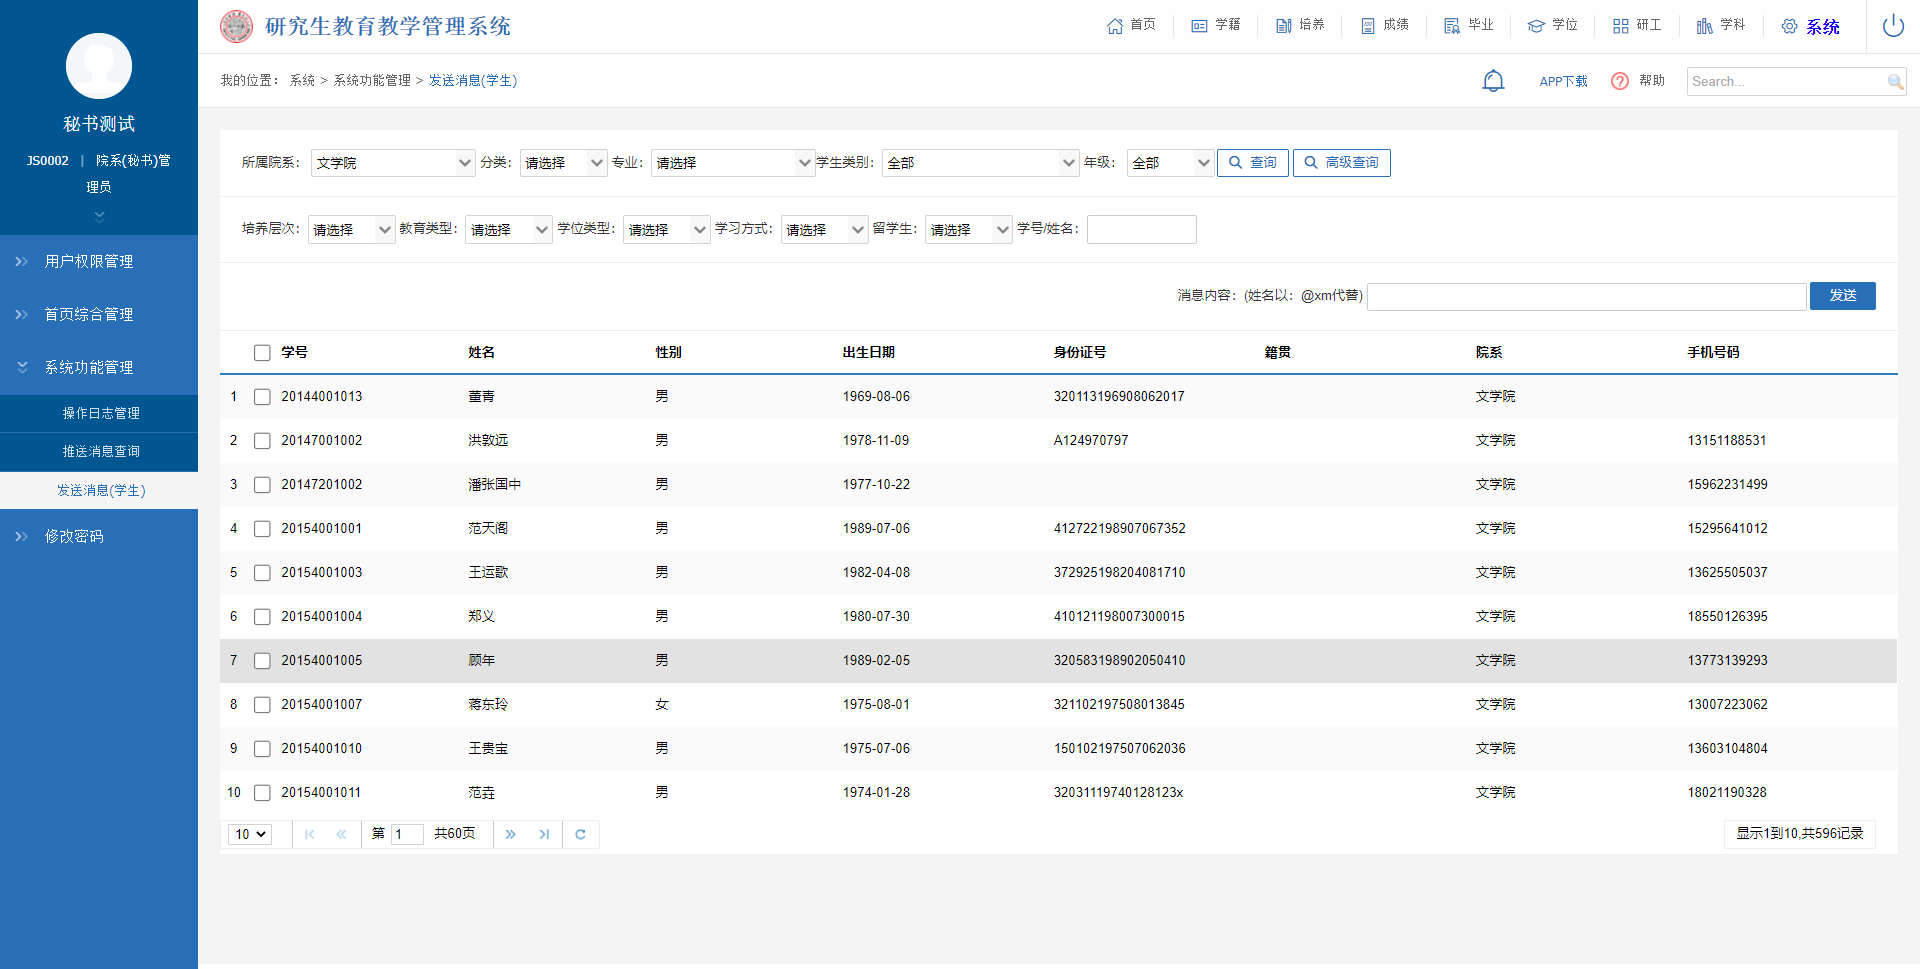 研究生教育教学管理系统
首页 学籍 培养 成绩 毕业 学位 研工 学科 系统
我的位置： 系统 > 系统功能管理 > 发送消息(学生)
APP下载 帮助 Search...
秘书测试
JS0002 | 院系(秘书)管
理员
用户权限管理
首页综合管理
系统功能管理
操作日志管理
推送消息查询
发送消息(学生)
修改密码
所属院系： 文学院 分类： 请选择 专业： 请选择 学生类别： 全部 年级： 全部 查询 高级查询
培养层次： 请选择 教育类型： 请选择 学位类型： 请选择 学习方式： 请选择 留学生： 请选择 学号/姓名：
消息内容：(姓名以：@xm代替) 发送
学号 姓名 性别 出生日期 身份证号 籍贯 院系 手机号码
1 20144001013 董青 男 1969-08-06 320113196908062017 文学院
2 20147001002 洪敦远 男 1978-11-09 A124970797 文学院 13151188531
3 20147201002 潘张国中 男 1977-10-22 文学院 15962231499
4 20154001001 范天阁 男 1989-07-06 412722198907067352 文学院 15295641012
5 20154001003 王运歌 男 1982-04-08 372925198204081710 文学院 13625505037
6 20154001004 郑义 男 1980-07-30 410121198007300015 文学院 18550126395
7 20154001005 顾年 男 1989-02-05 320583198902050410 文学院 13773139293
8 20154001007 蒋东玲 女 1975-08-01 321102197508013845 文学院 13007223062
9 20154001010 王贵宝 男 1975-07-06 150102197507062036 文学院 13603104804
10 20154001011 范垚 男 1974-01-28 32031119740128123x 文学院 18021190328
10 第 1 共60页 显示1到10,共596记录